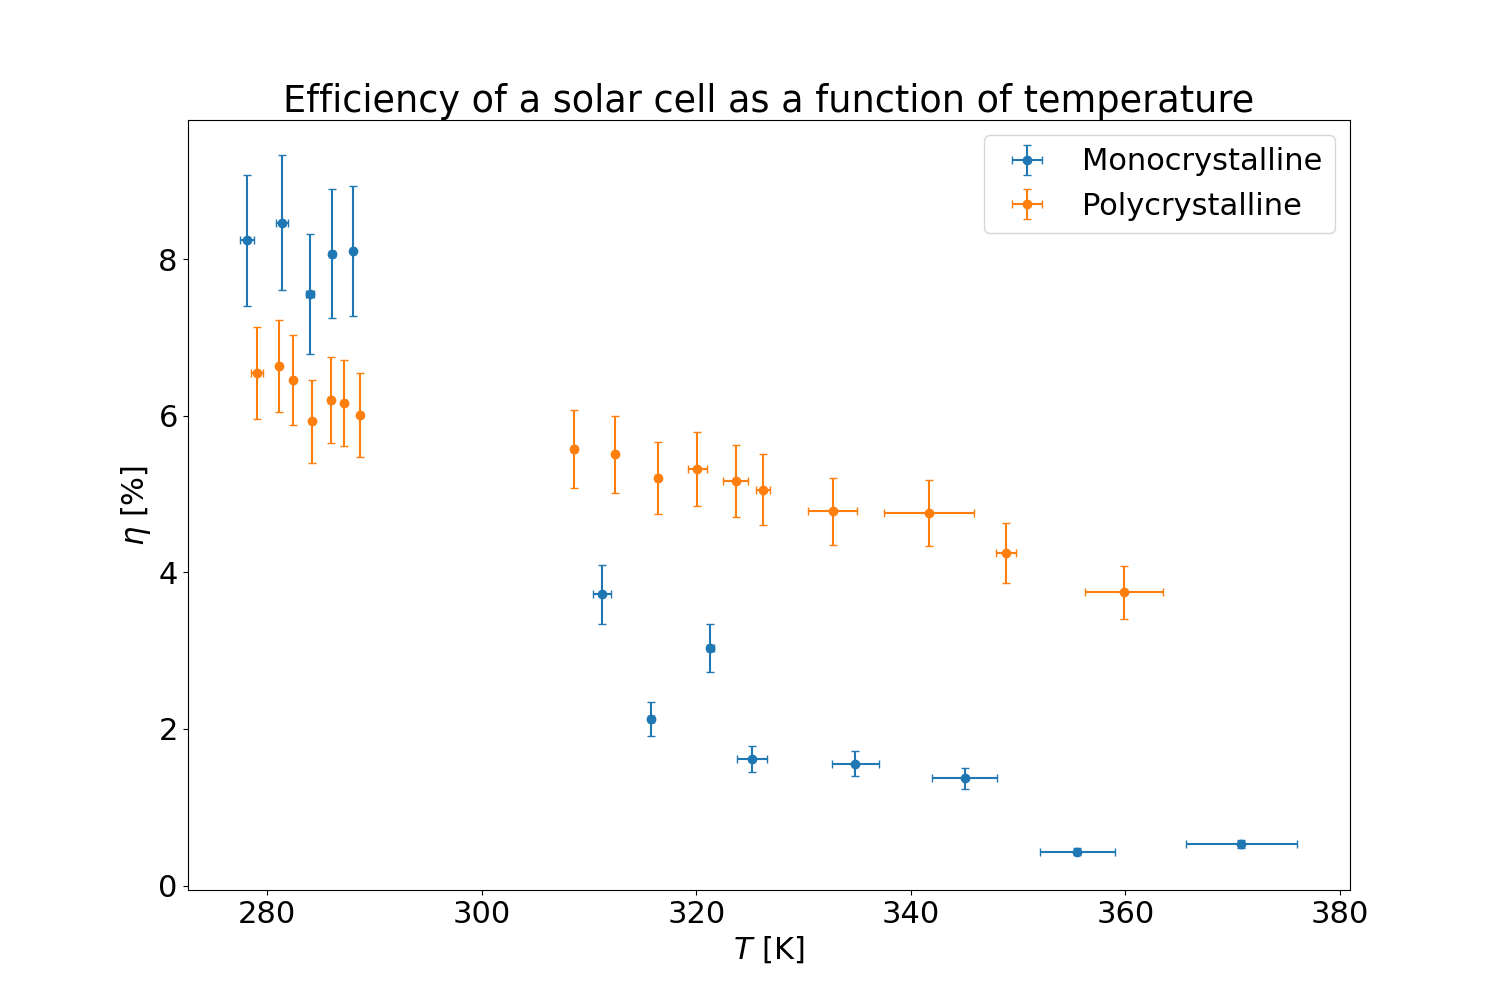 Efficiency of a solar cell as a function of temperature
Monocrystalline
Polycrystalline
η [%]
8
6
4
2
0
280 300 320 340 360 380
T [K]